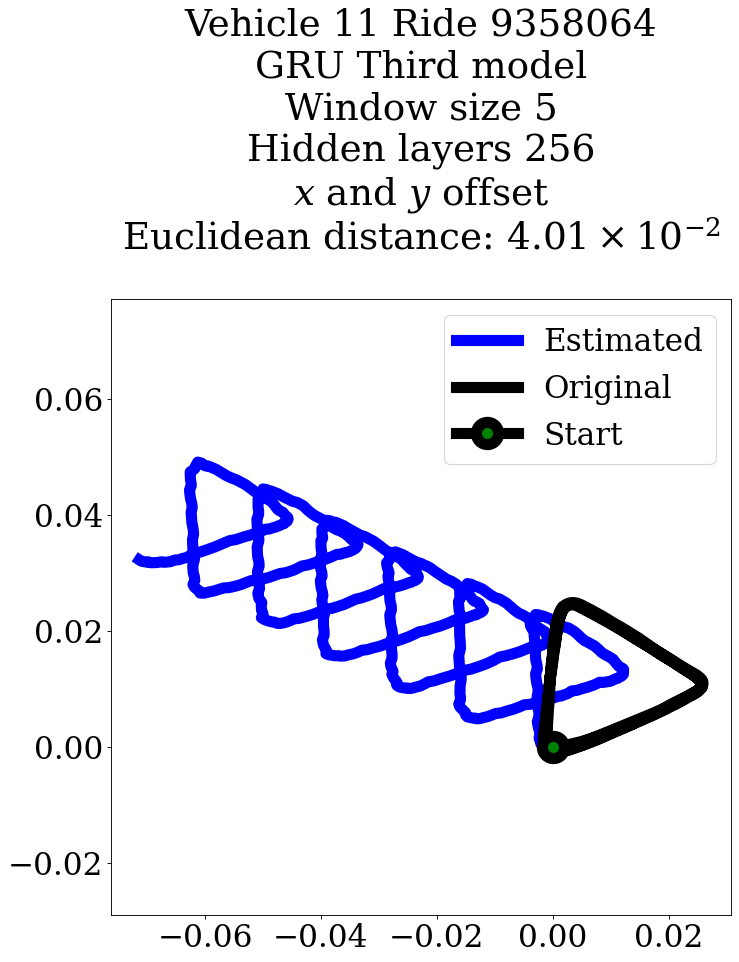 Vehicle 11 Ride 9358064
GRU Third model
Window size 5
Hidden layers 256
x and y offset
Euclidean distance: 4.01 × 10⁻²
Estimated
Original
Start
0.06
0.04
0.02
0.00
−0.02
−0.06 −0.04 −0.02 0.00 0.02